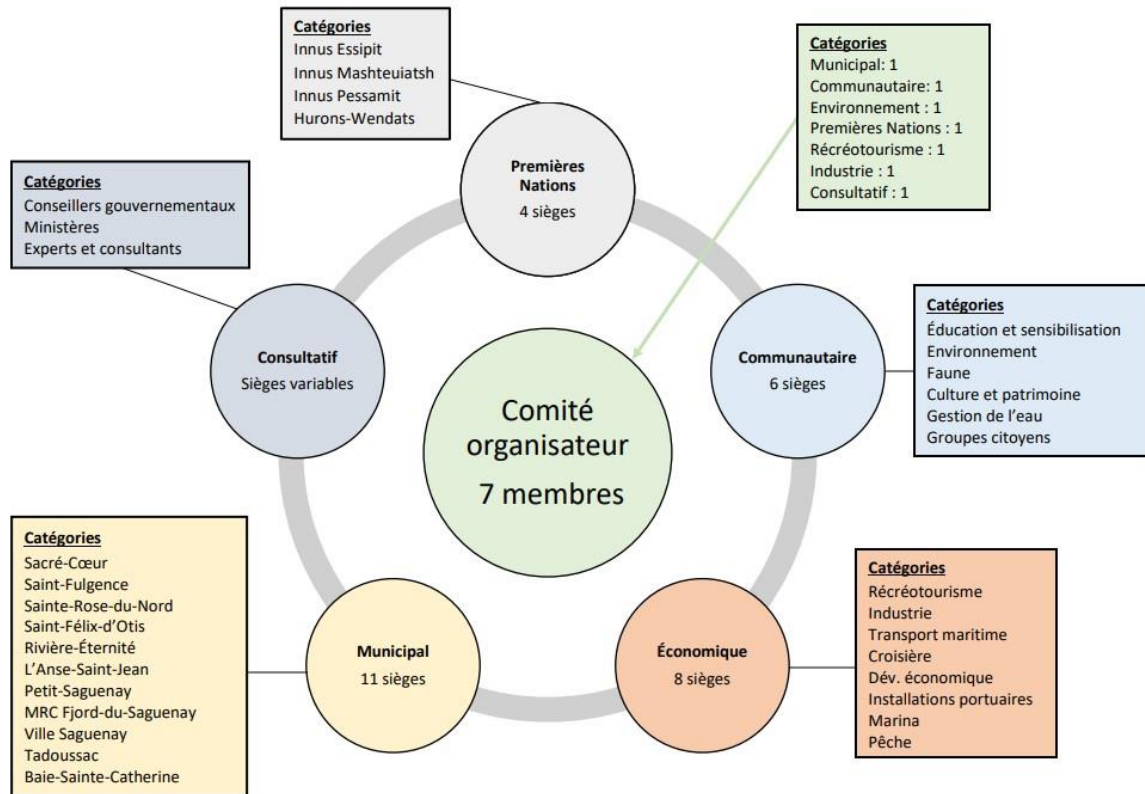 Catégories
Innus Essipit
Innus Mashteuiatsh
Innus Pessamit
Hurons-Wendats
Catégories
Municipal: 1
Communautaire: 1
Environnement : 1
Premières Nations : 1
Récréotourisme : 1
Industrie : 1
Consultatif : 1
Premières
Nations
4 sièges
Catégories
Conseillers gouvernementaux
Ministères
Experts et consultants
Consultatif
Sièges variables
Communautaire
6 sièges
Catégories
Éducation et sensibilisation
Environnement
Faune
Culture et patrimoine
Gestion de l’eau
Groupes citoyens
Comité
organisateur
7 membres
Catégories
Sacré-Cœur
Saint-Fulgence
Sainte-Rose-du-Nord
Saint-Félix-d’Otis
Rivière-Éternité
L’Anse-Saint-Jean
Petit-Saguenay
MRC Fjord-du-Saguenay
Ville Saguenay
Tadoussac
Baie-Sainte-Catherine
Municipal
11 sièges
Économique
8 sièges
Catégories
Récréotourisme
Industrie
Transport maritime
Croisière
Dév. économique
Installations portuaires
Marina
Pêche